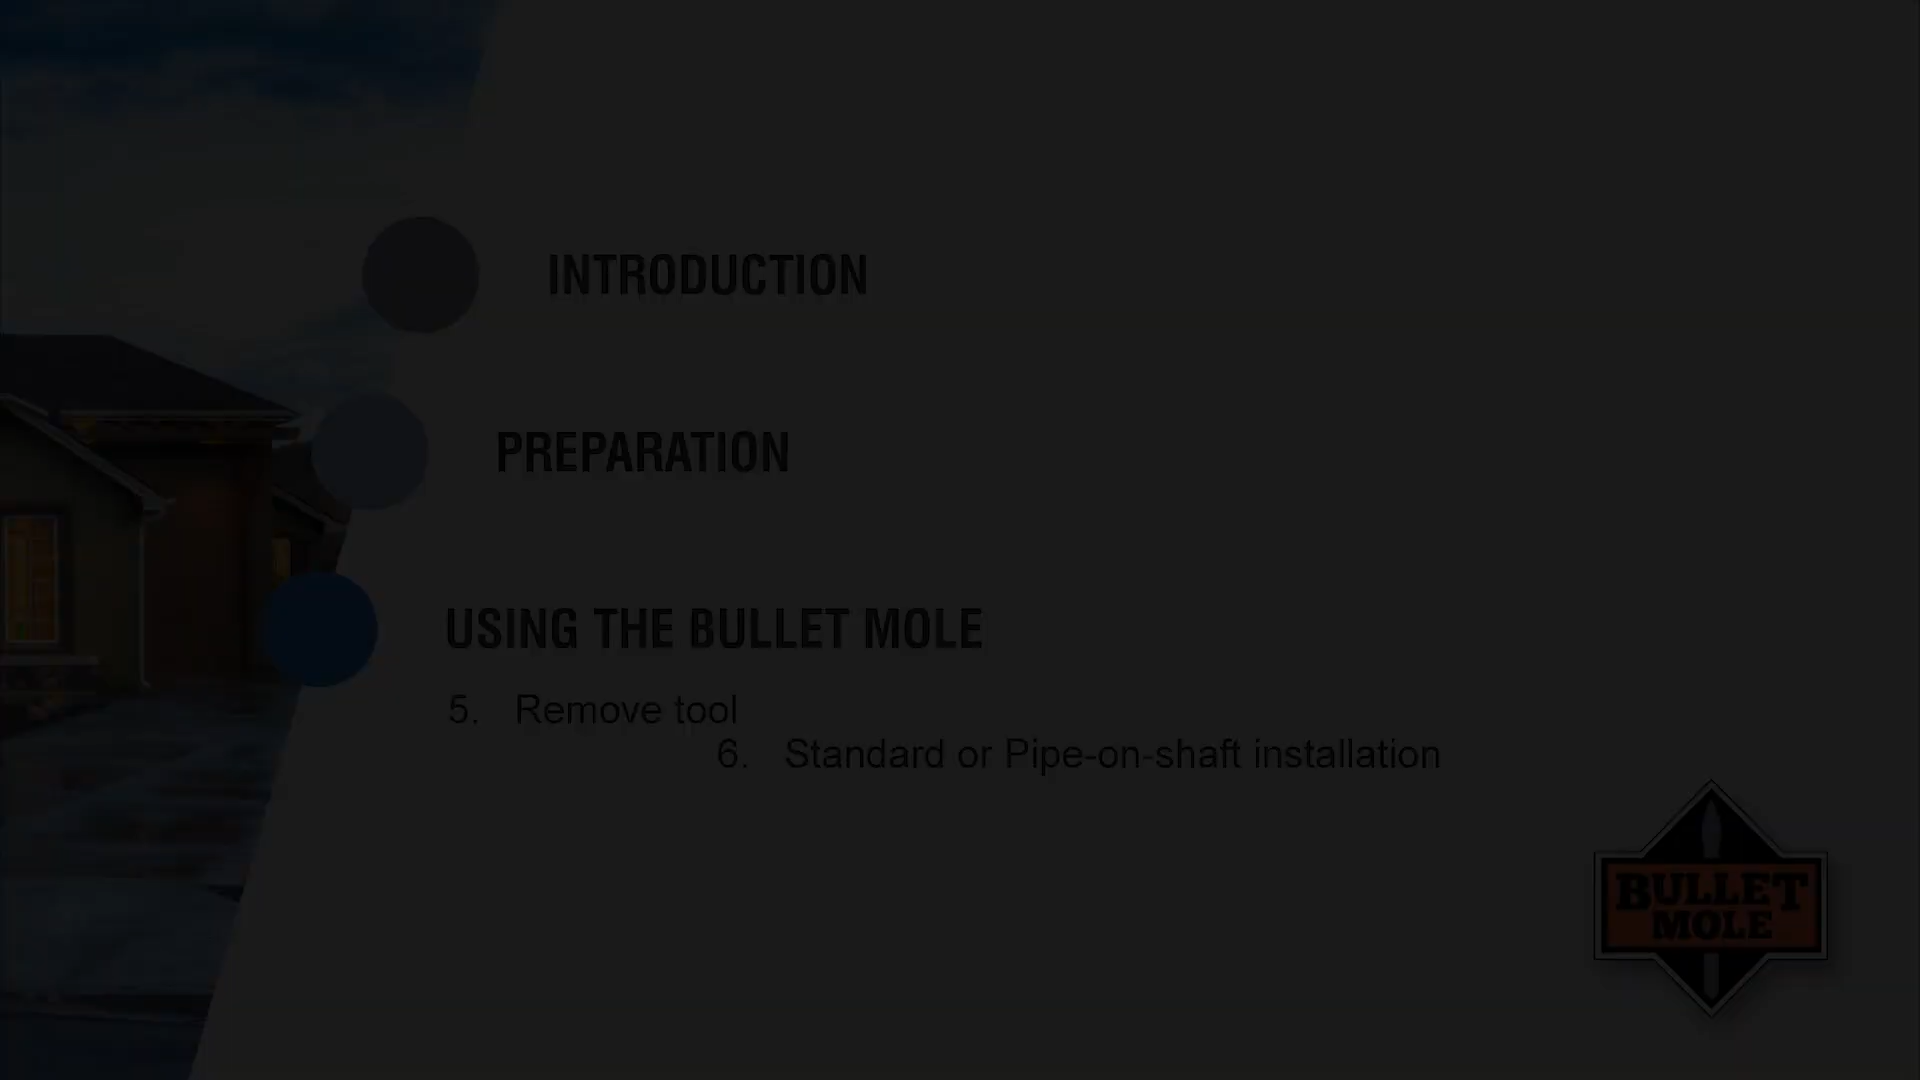 INTRODUCTION
PREPARATION
USING THE BULLET MOLE
5. Remove tool
6. Standard or Pipe-on-shaft installation
BULLET
MOLE